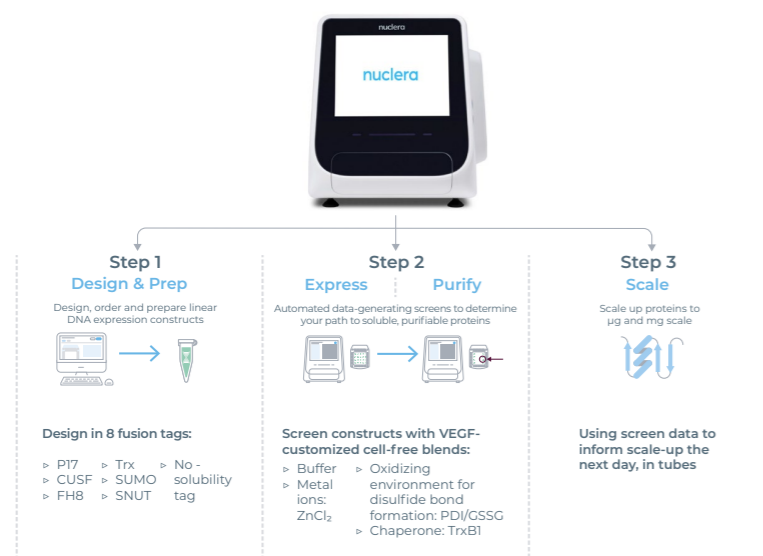 nuclera
nuclera
Step 1
Design & Prep
Design, order and prepare linear
DNA expression constructs
Design in 8 fusion tags:
▹ P17
▹ CUSF
▹ FH8
▹ Trx
▹ SUMO
▹ SNUT
▹ No -
solubility
tag
Step 2
Express
Purify
Automated data-generating screens to determine
your path to soluble, purifiable proteins
Screen constructs with VEGF-
customized cell-free blends:
▹ Buffer
▹ Metal
ions:
ZnCl₂
▹ Oxidizing
environment for
disulfide bond
formation: PDI/GSSG
▹ Chaperone: TrxB1
Step 3
Scale
Scale up proteins to
µg and mg scale
Using screen data to
inform scale-up the
next day, in tubes